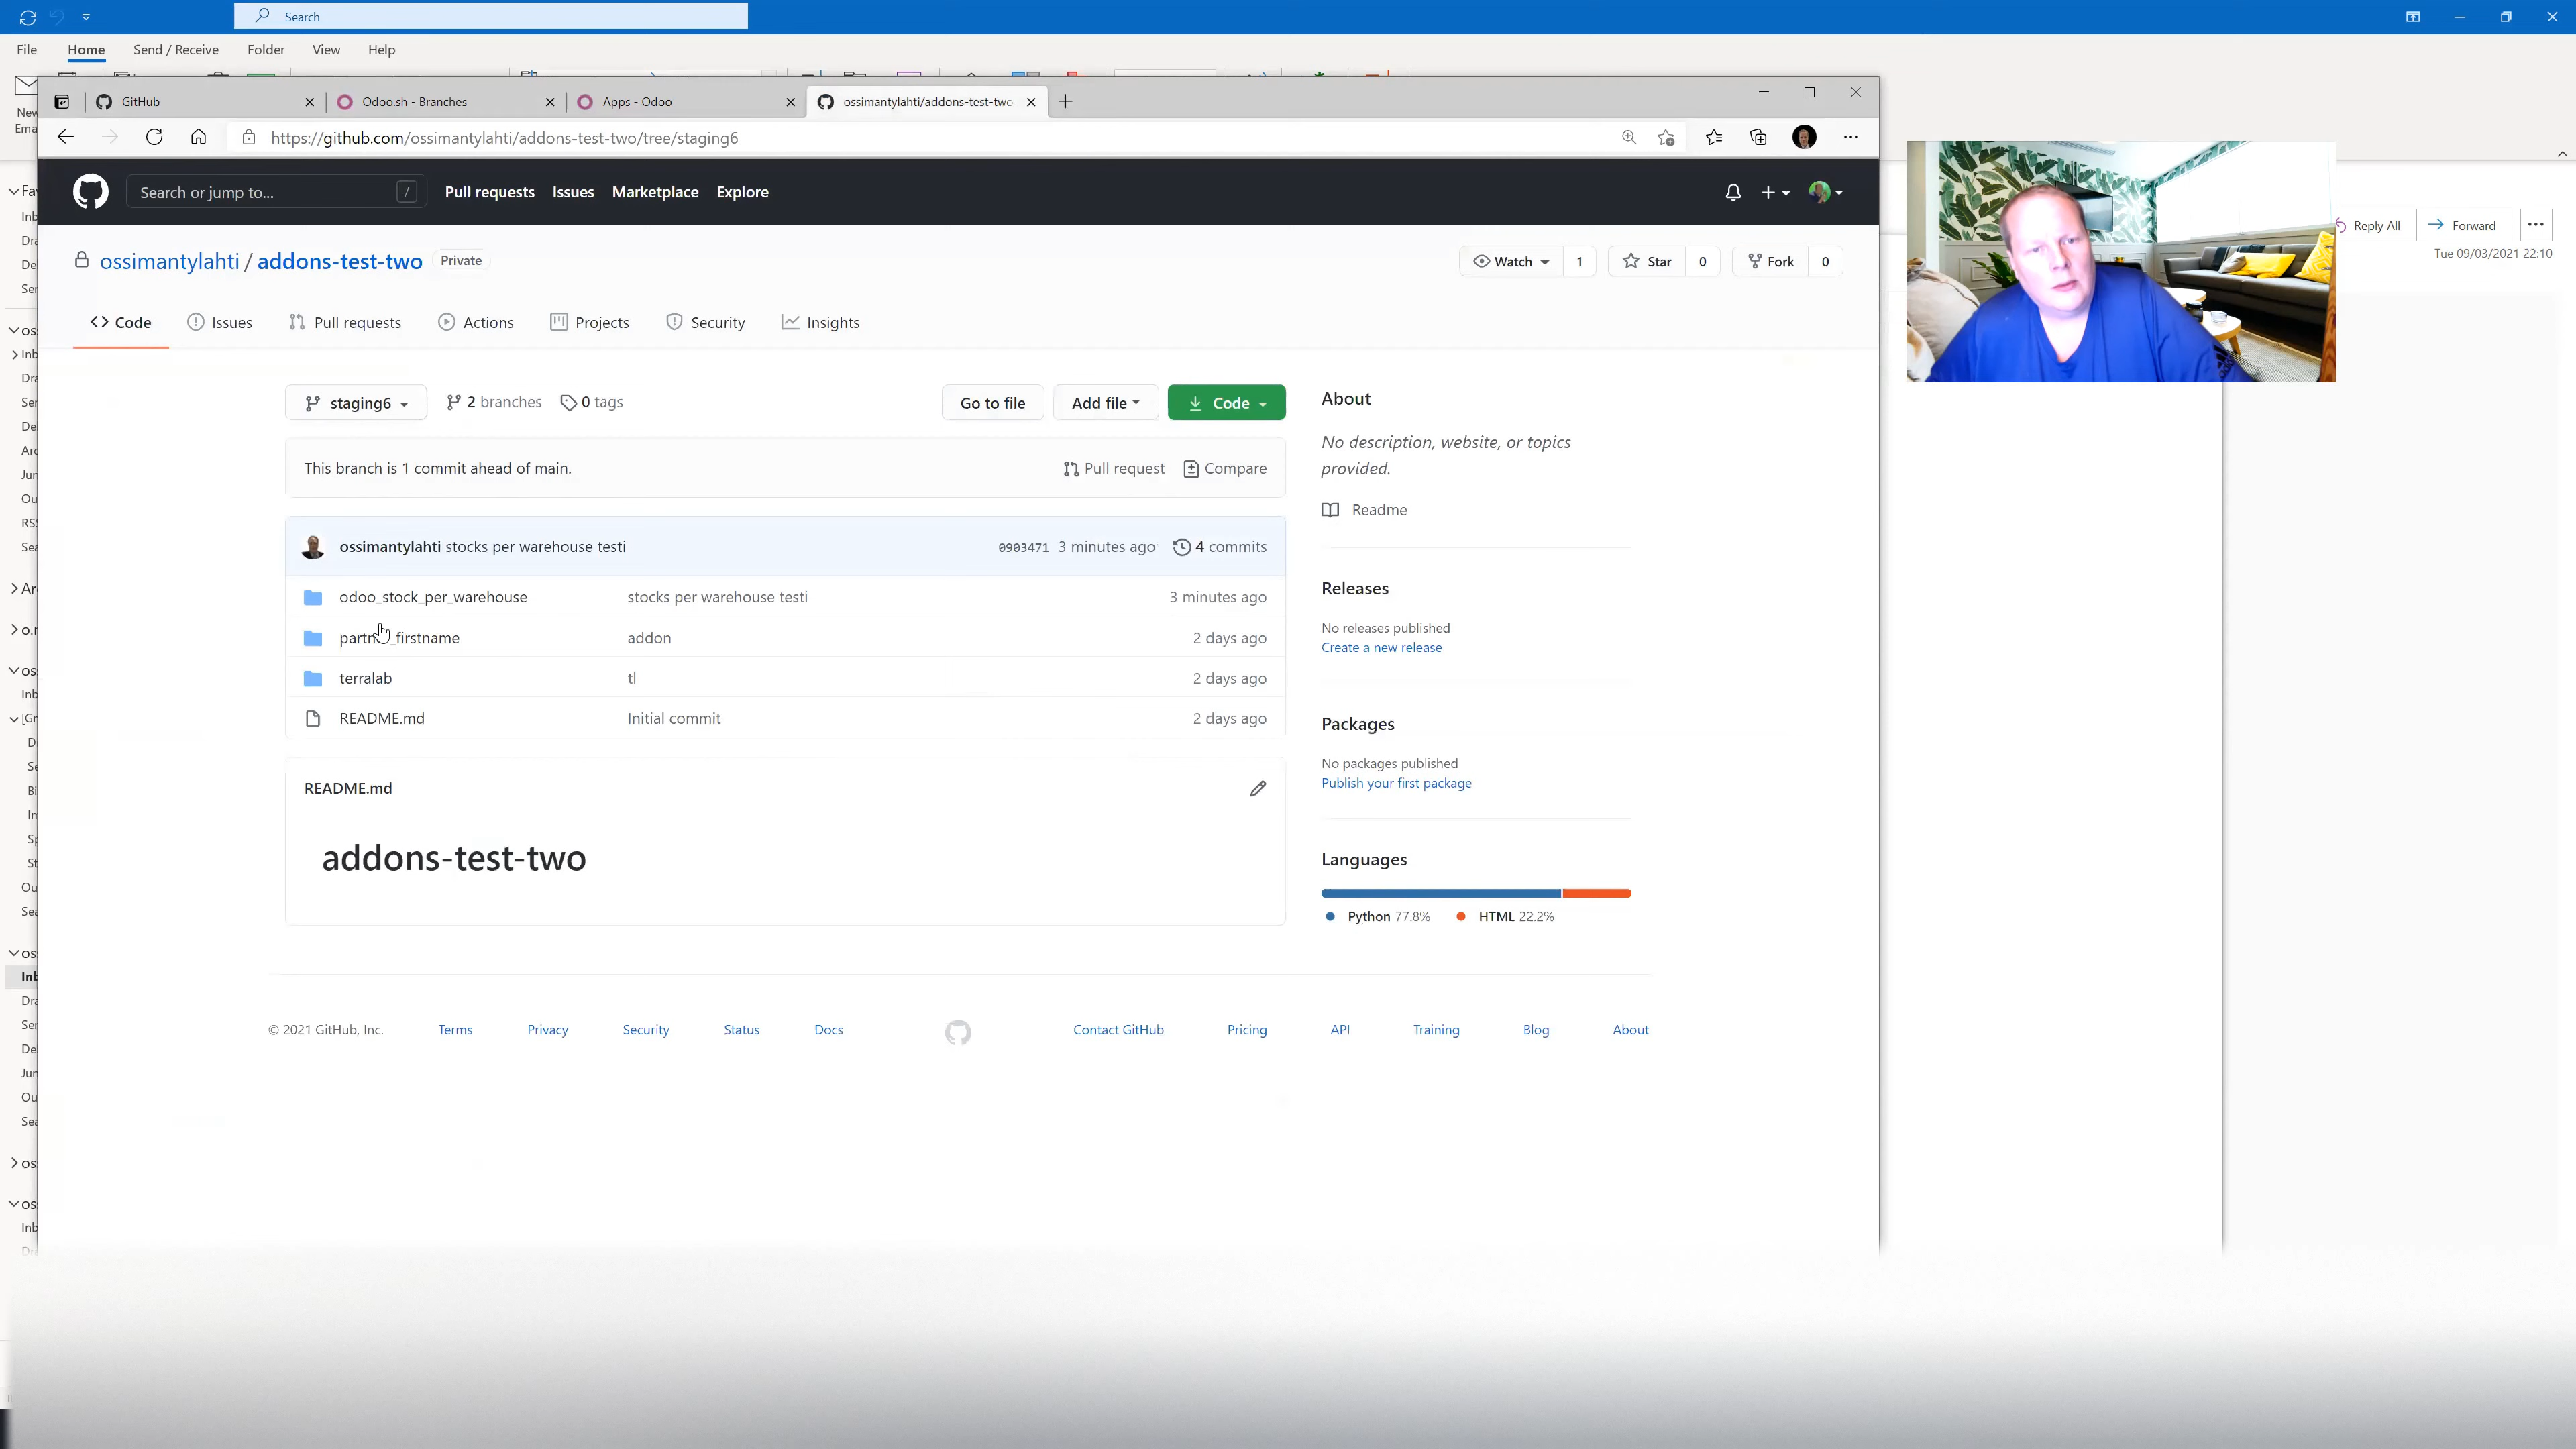 Search
File Home Send / Receive Folder View Help
New
GitHub
Odoo.sh - Branches
Apps - Odoo
ossimantylahti/addons-test-two
https://github.com/ossimantylahti/addons-test-two/tree/staging6
Search or jump to... /
Pull requests Issues Marketplace Explore
Reply All Forward
Tue 09/03/2021 22:10
ossimantylahti / addons-test-two Private
Watch 1 Star 0 Fork 0
Code Issues Pull requests Actions Projects Security Insights
staging6 2 branches 0 tags Go to file Add file Code
This branch is 1 commit ahead of main. Pull request Compare
ossimantylahti stocks per warehouse testi 0903471 3 minutes ago 4 commits
odoo_stock_per_warehouse stocks per warehouse testi 3 minutes ago
_firstname addon 2 days ago
terralab tl 2 days ago
README.md Initial commit 2 days ago
README.md
addons-test-two
About
No description, website, or topics
provided.
Readme
Releases
No releases published
Create a new release
Packages
No packages published
Publish your first package
Languages
Python 77.8% HTML 22.2%
© 2021 GitHub, Inc. Terms Privacy Security Status Docs Contact GitHub Pricing API Training Blog About